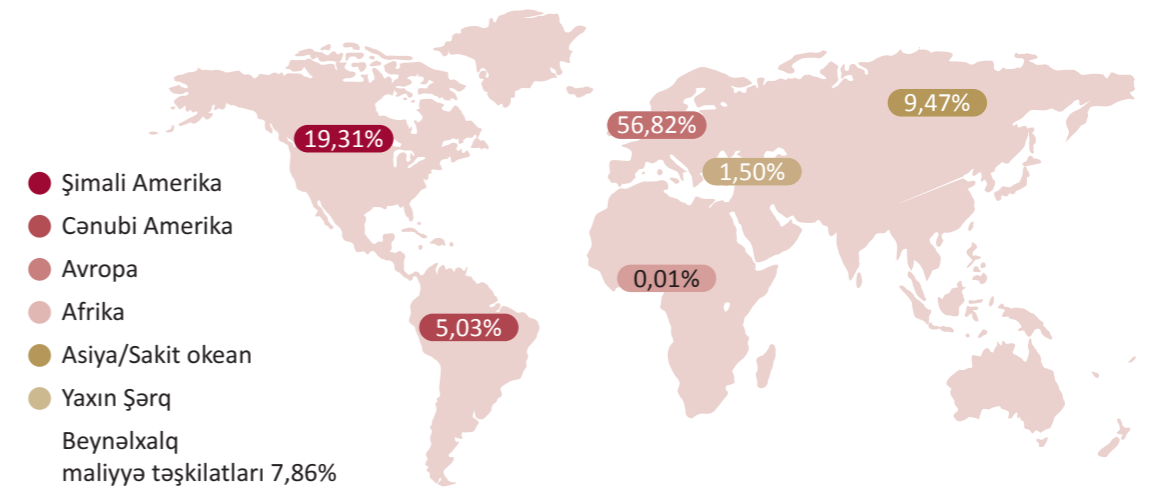 9,47%
56,82%
19,31%
1,50%
Şimali Amerika
Cənubi Amerika
Avropa
0,01%
Afrika
5,03%
Asiya/Sakit okean
Yaxın Şərq
Beynəlxalq
maliyyə təşkilatları 7,86%